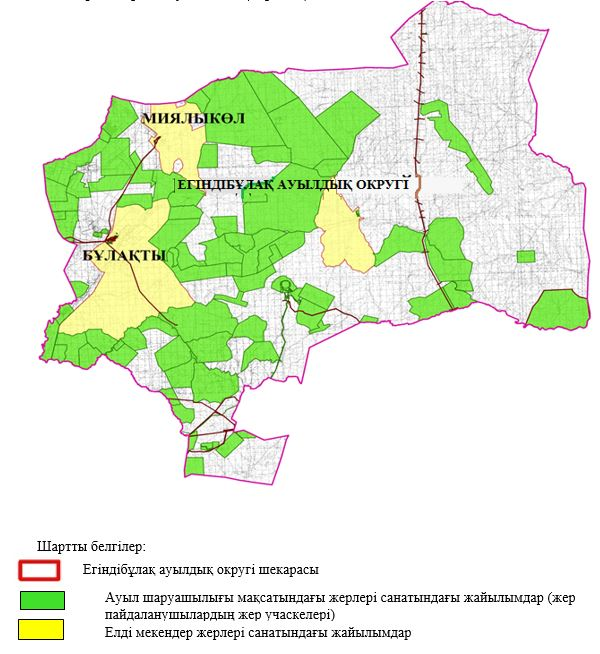 МИЯЛЫКӨЛ
ЕГІНДІБҰЛАҚ АУЫЛДЫҚ ОКРУГІ
БҰЛАҚТЫ
Шартты белгілер:
Егіндібұлақ ауылдық округі шекарасы
Ауыл шаруашылығы мақсатындағы жерлері санатындағы жайылымдар (жер
пайдаланушылардың жер учаскелері)
Елді мекендер жерлері санатындағы жайылымдар